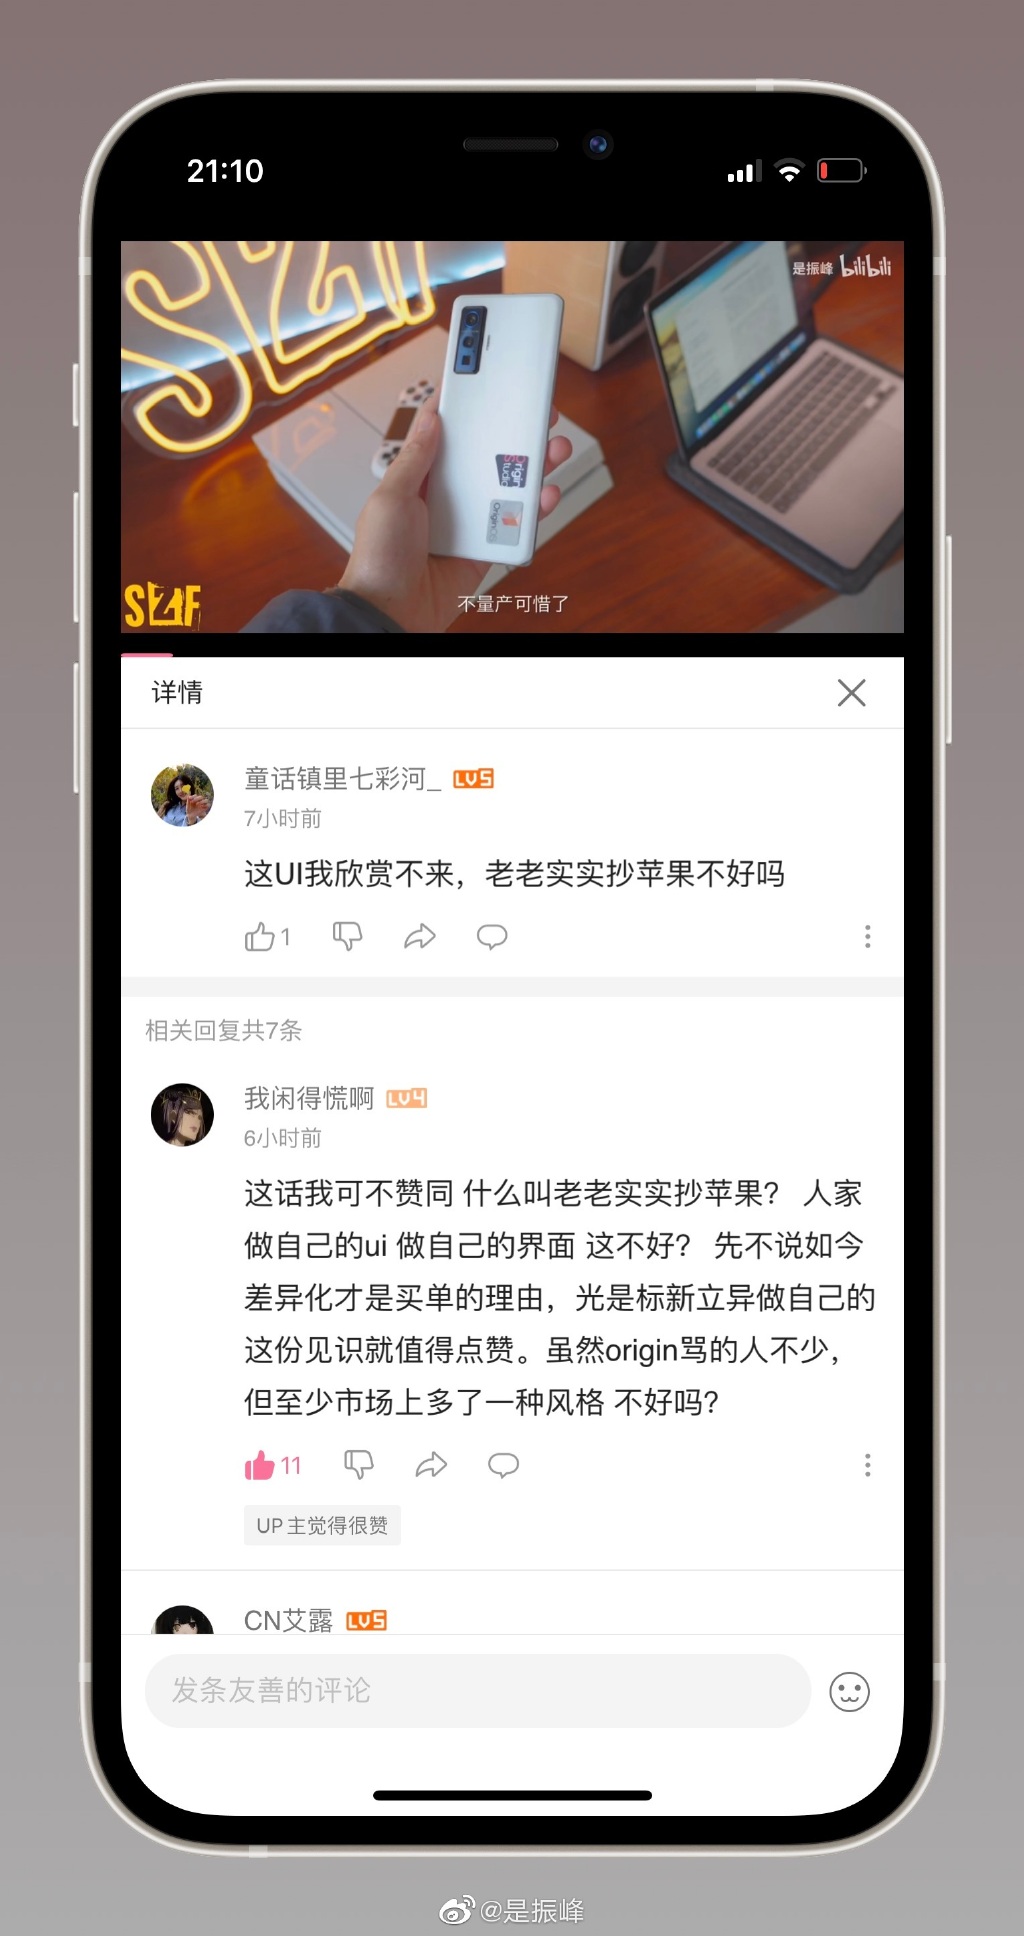 21:10
SZF
是振峰 bilibili
Origin
Studio
OriginOS
SZF
不量产可惜了
详情
童话镇里七彩河_ LV5
7小时前
这UI我欣赏不来，老老实实抄苹果不好吗
1
相关回复共7条
我闲得慌啊 LV4
6小时前
这话我可不赞同 什么叫老老实实抄苹果？ 人家
做自己的ui 做自己的界面 这不好？ 先不说如今
差异化才是买单的理由，光是标新立异做自己的
这份见识就值得点赞。虽然origin骂的人不少，
但至少市场上多了一种风格 不好吗？
11
UP 主觉得很赞
CN艾露 LV5
发条友善的评论
@是振峰